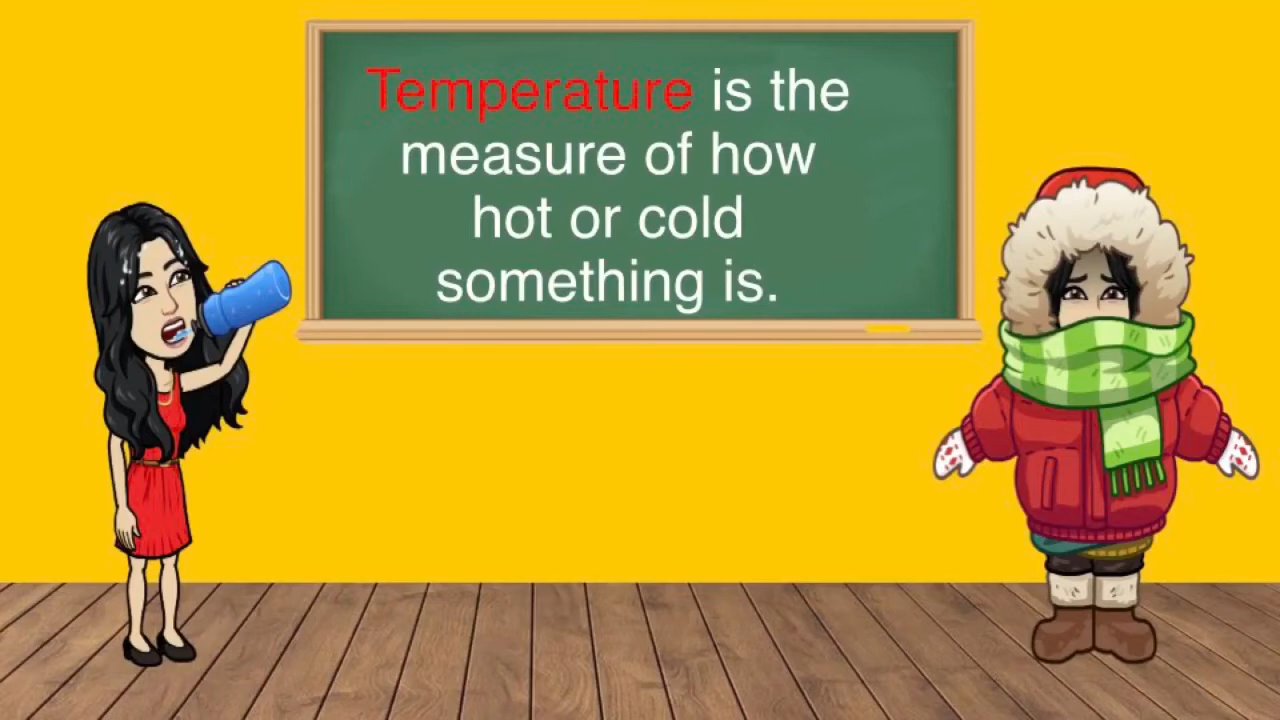 Temperature is the
measure of how
hot or cold
something is.